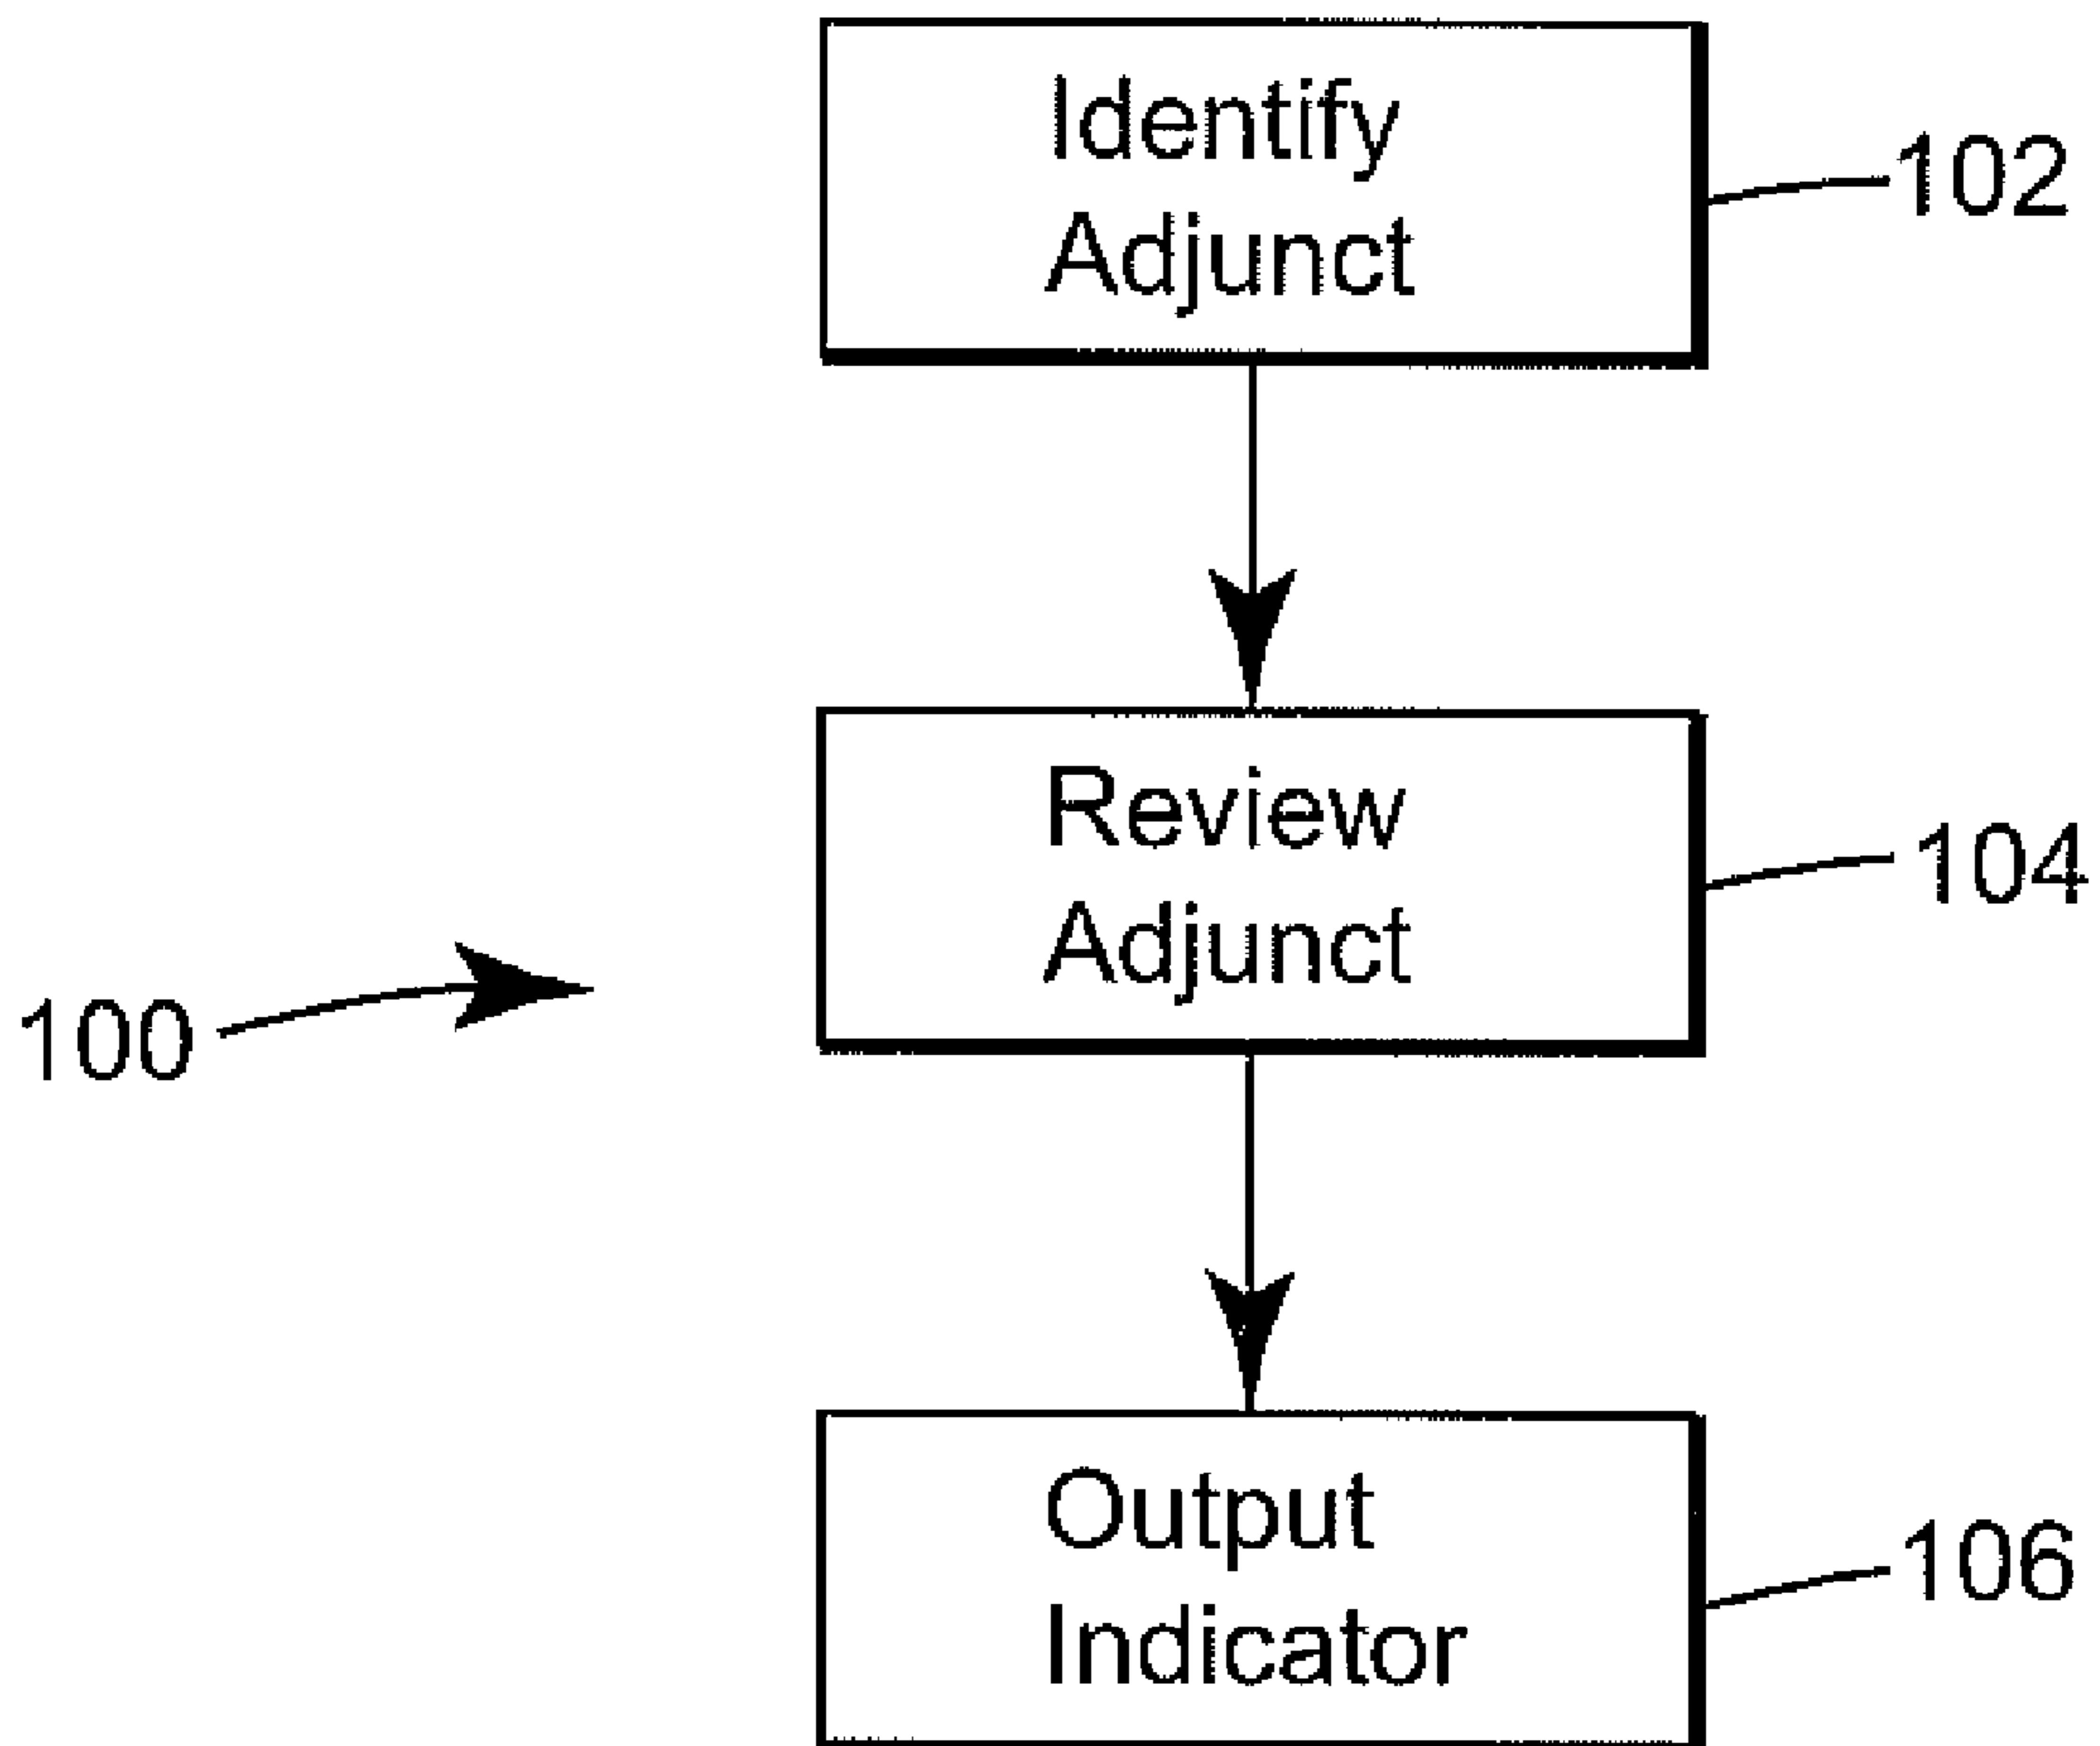 Identify
Adjunct
102
Review
Adjunct
104
100
Output
Indicator
106